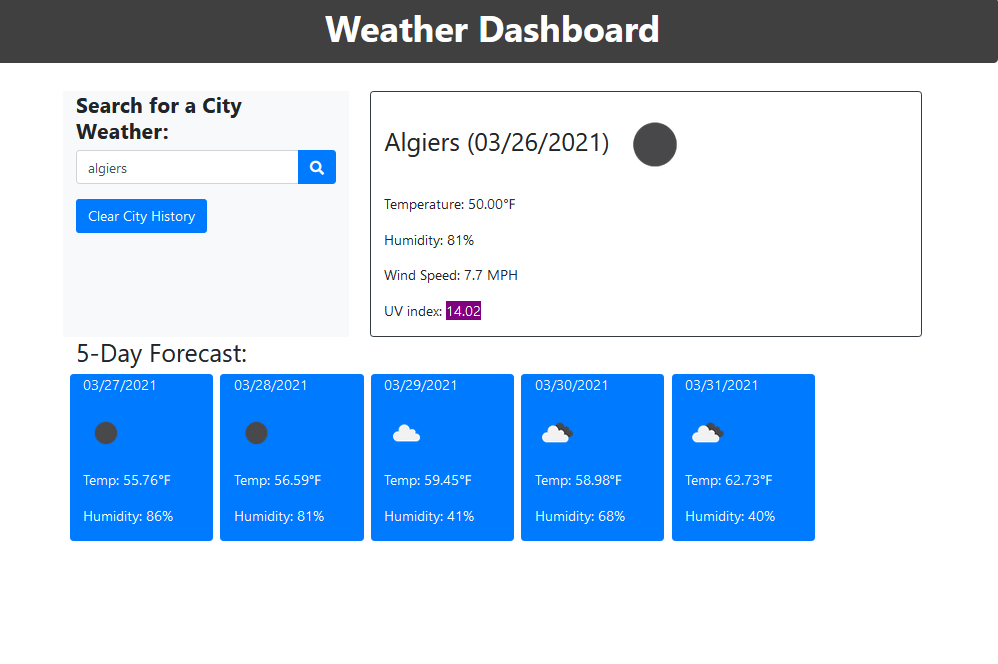 Weather Dashboard
Search for a City
Weather:
algiers
Clear City History
Algiers (03/26/2021)
Temperature: 50.00°F
Humidity: 81%
Wind Speed: 7.7 MPH
UV index: 14.02
5-Day Forecast:
03/27/2021
Temp: 55.76°F
Humidity: 86%
03/28/2021
Temp: 56.59°F
Humidity: 81%
03/29/2021
Temp: 59.45°F
Humidity: 41%
03/30/2021
Temp: 58.98°F
Humidity: 68%
03/31/2021
Temp: 62.73°F
Humidity: 40%